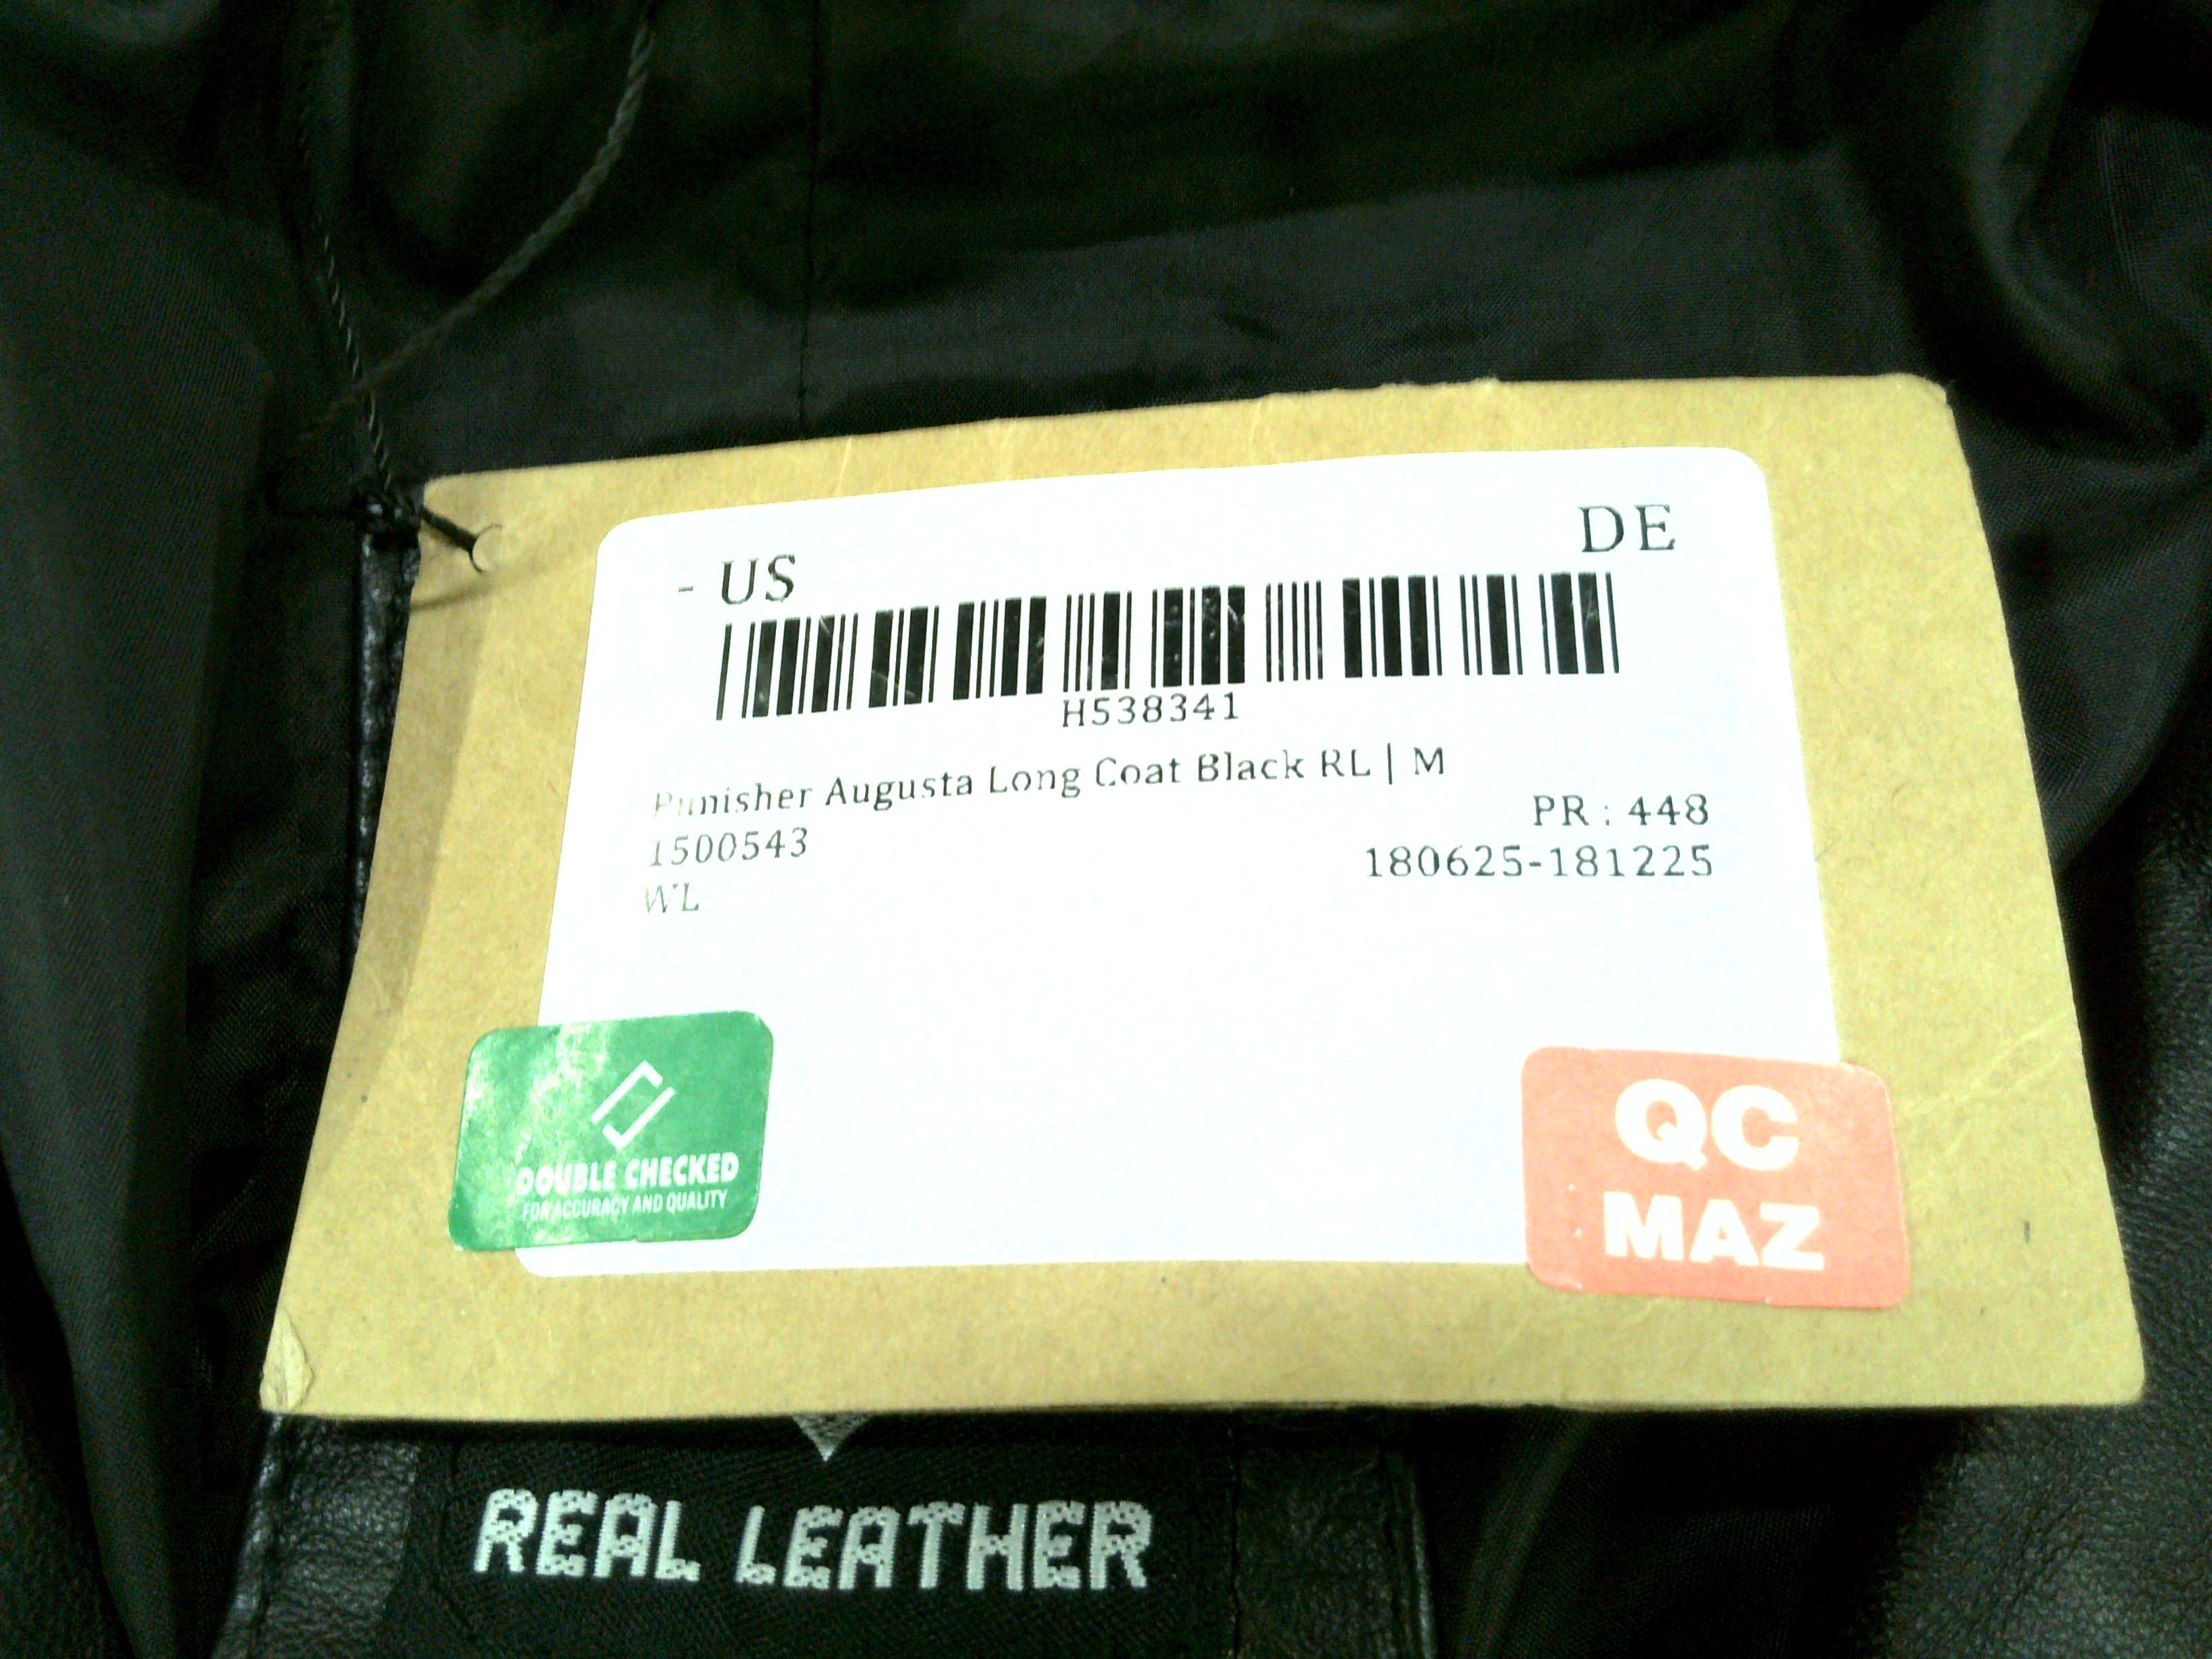 - US DE
H538341
Punisher Augusta Long Coat Black RL | M
PR : 448
1500543
180625-181225
WL
DOUBLE CHECKED
FOR ACCURACY AND QUALITY
QC
MAZ
REAL LEATHER